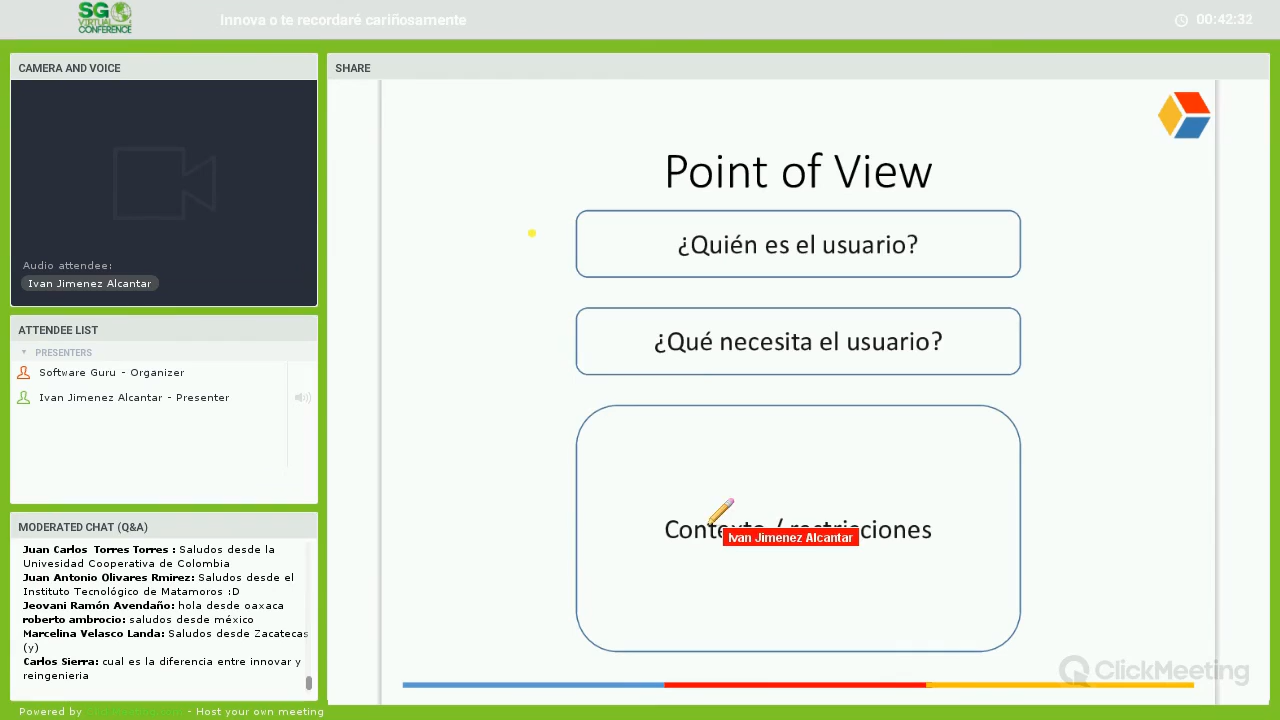 SG
VIRTUAL
CONFERENCE
Innova o te recordaré cariñosamente
00:42:32
CAMERA AND VOICE
Audio attendee:
Ivan Jimenez Alcantar
ATTENDEE LIST
PRESENTERS
Software Guru - Organizer
Ivan Jimenez Alcantar - Presenter
MODERATED CHAT (Q&A)
Juan Carlos Torres Torres : Saludos desde la
Univesidad Cooperativa de Colombia
Juan Antonio Olivares Rmirez: Saludos desde el
Instituto Tecnológico de Matamoros :D
Jeovani Ramón Avendaño: hola desde oaxaca
roberto ambrocio: saludos desde méxico
Marcelina Velasco Landa: Saludos desde Zacatecas
(y)
Carlos Sierra: cual es la diferencia entre innovar y
reingenieria
Powered by - Host your own meeting
SHARE
Point of View
¿Quién es el usuario?
¿Qué necesita el usuario?
Contexto / restricciones
Ivan Jimenez Alcantar
ClickMeeting